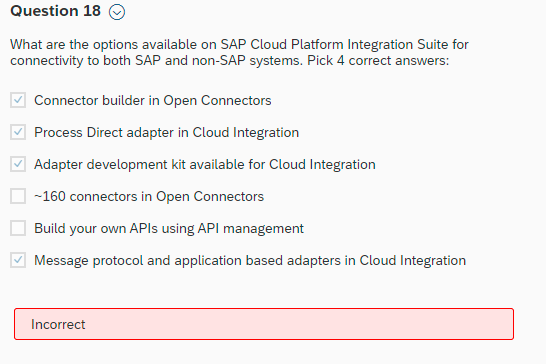 Question 18
What are the options available on SAP Cloud Platform Integration Suite for
connectivity to both SAP and non-SAP systems. Pick 4 correct answers:
Connector builder in Open Connectors
Process Direct adapter in Cloud Integration
Adapter development kit available for Cloud Integration
~160 connectors in Open Connectors
Build your own APIs using API management
Message protocol and application based adapters in Cloud Integration
Incorrect